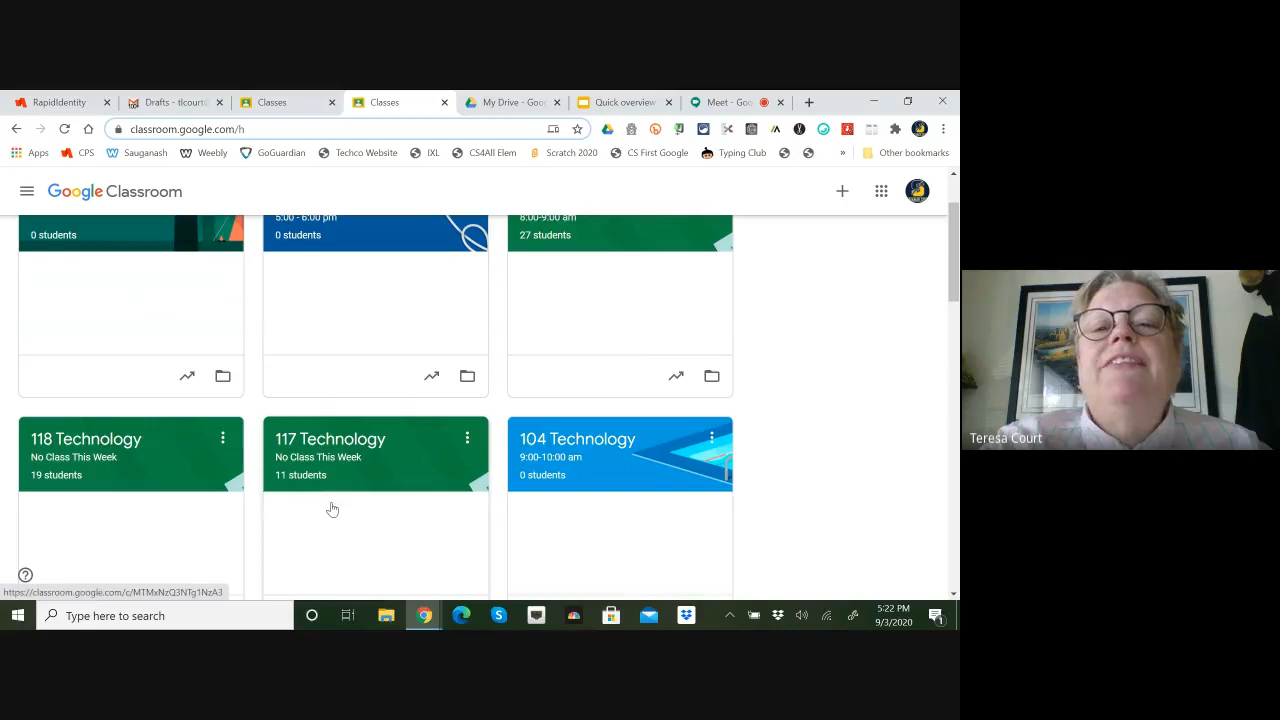 RapidIdentity
Drafts - tlcourt@
Classes
Classes
My Drive - Goo
Quick overview
Meet - Goo
classroom.google.com/h
Apps
CPS
Sauganash
Weebly
GoGuardian
Techco Website
IXL
CS4All Elem
Scratch 2020
CS First Google
Typing Club
»
Other bookmarks
Google Classroom
0 students
5:00 - 6:00 pm
0 students
8:00-9:00 am
27 students
118 Technology
No Class This Week
19 students
117 Technology
No Class This Week
11 students
104 Technology
9:00-10:00 am
0 students
Teresa Court
https://classroom.google.com/c/MTMxNzQ3NTg1NzA3
Type here to search
5:22 PM
9/3/2020
1